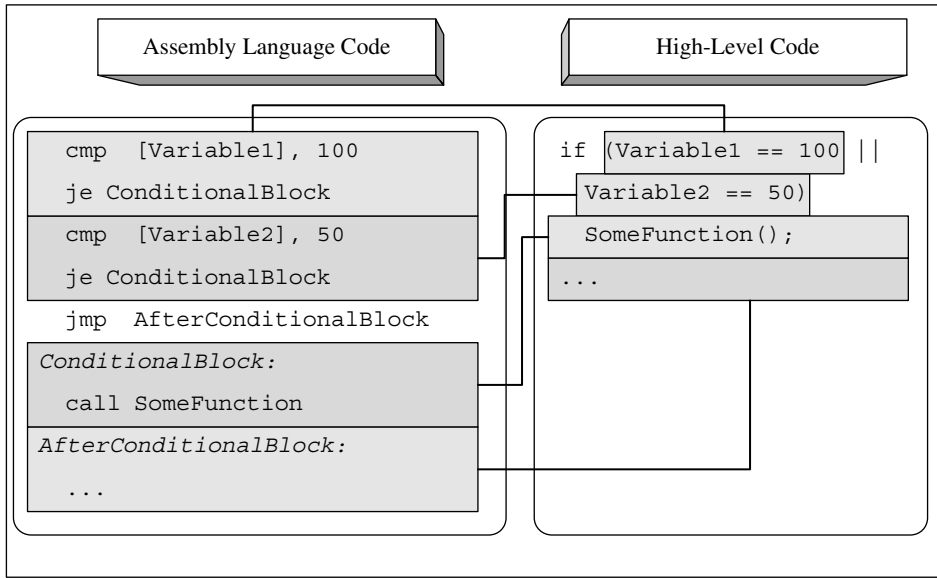 Assembly Language Code
cmp [Variable1], 100
je ConditionalBlock
cmp [Variable2], 50
je ConditionalBlock
jmp AfterConditionalBlock
ConditionalBlock:
call SomeFunction
AfterConditionalBlock:
...
High-Level Code
if (Variable1 == 100 ||
Variable2 == 50)
SomeFunction();
...